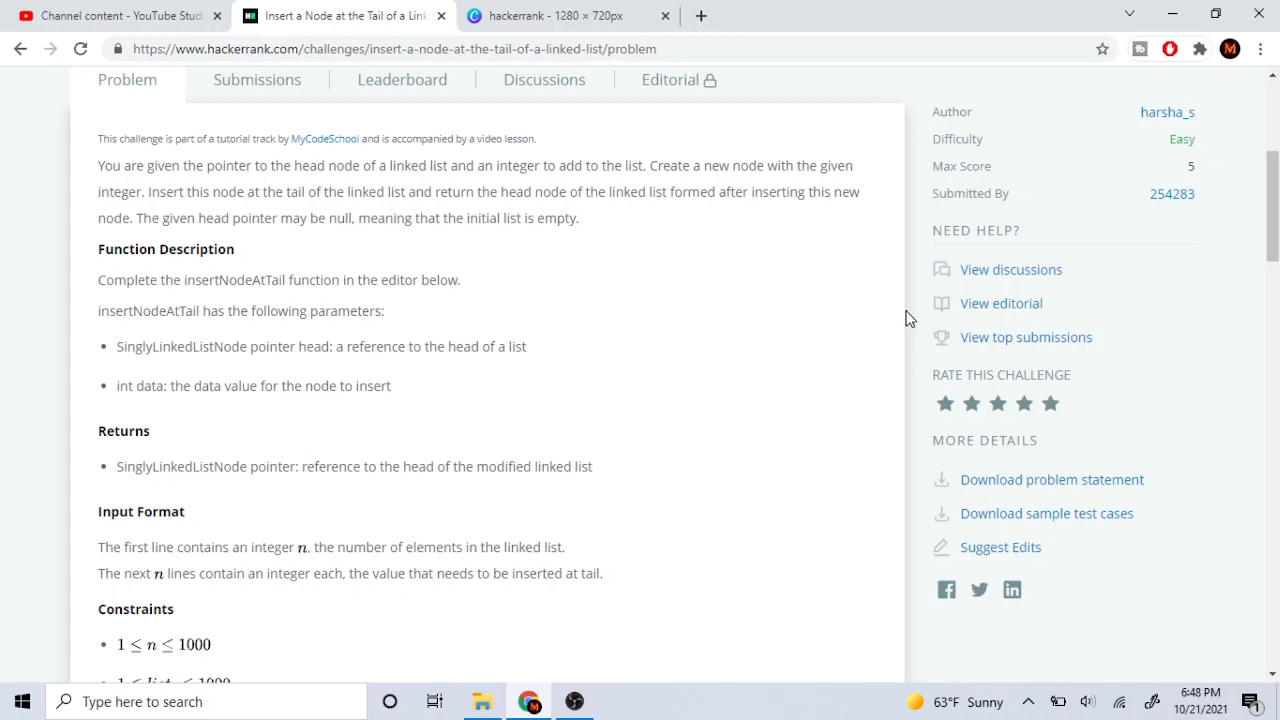 Channel content - YouTube Studi
Insert a Node at the Tail of a Link
hackerrank - 1280 × 720px
https://www.hackerrank.com/challenges/insert-a-node-at-the-tail-of-a-linked-list/problem
Problem Submissions Leaderboard Discussions Editorial
This challenge is part of a tutorial track by MyCodeSchool and is accompanied by a video lesson.
You are given the pointer to the head node of a linked list and an integer to add to the list. Create a new node with the given
integer. Insert this node at the tail of the linked list and return the head node of the linked list formed after inserting this new
node. The given head pointer may be null, meaning that the initial list is empty.
Function Description
Complete the insertNodeAtTail function in the editor below.
insertNodeAtTail has the following parameters:
• SinglyLinkedListNode pointer head: a reference to the head of a list
• int data: the data value for the node to insert
Returns
• SinglyLinkedListNode pointer: reference to the head of the modified linked list
Input Format
The first line contains an integer n, the number of elements in the linked list.
The next n lines contain an integer each, the value that needs to be inserted at tail.
Constraints
• 1 ≤ n ≤ 1000
Author harsha_s
Difficulty Easy
Max Score 5
Submitted By 254283
NEED HELP?
View discussions
View editorial
View top submissions
RATE THIS CHALLENGE
MORE DETAILS
Download problem statement
Download sample test cases
Suggest Edits
Type here to search
63°F Sunny
6:48 PM
10/21/2021